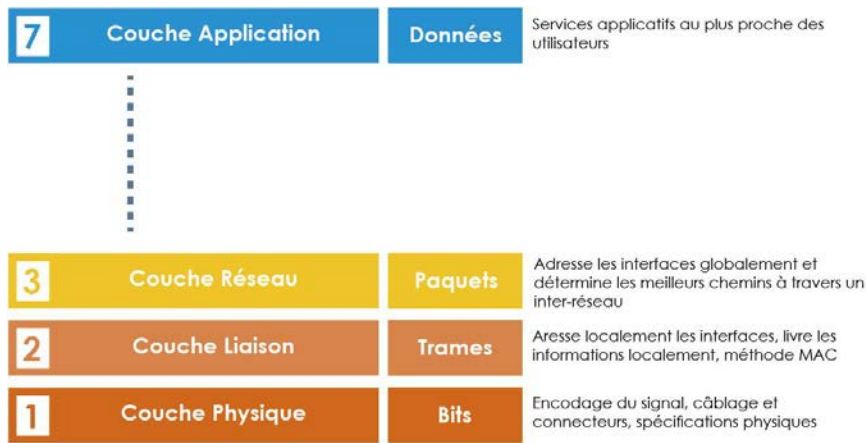 7 Couche Application Données Services applicatifs au plus proche des
utilisateurs
3 Couche Réseau Paquets Adresse les interfaces globalement et
détermine les meilleurs chemins à travers un
inter-réseau
2 Couche Liaison Trames Aresse localement les interfaces, livre les
informations localement, méthode MAC
1 Couche Physique Bits Encodage du signal, câblage et
connecteurs, spécifications physiques